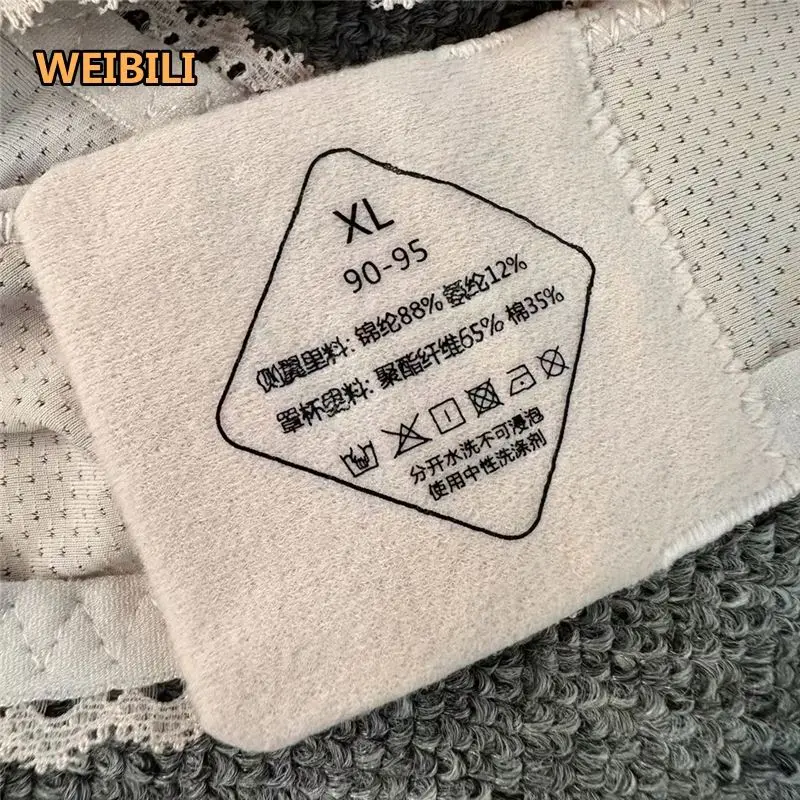 WEIBILI
XL
90-95
侧翼里料: 锦纶88% 氨纶12%
罩杯里料: 聚酯纤维65% 棉35%
分开水洗不可浸泡
使用中性洗涤剂